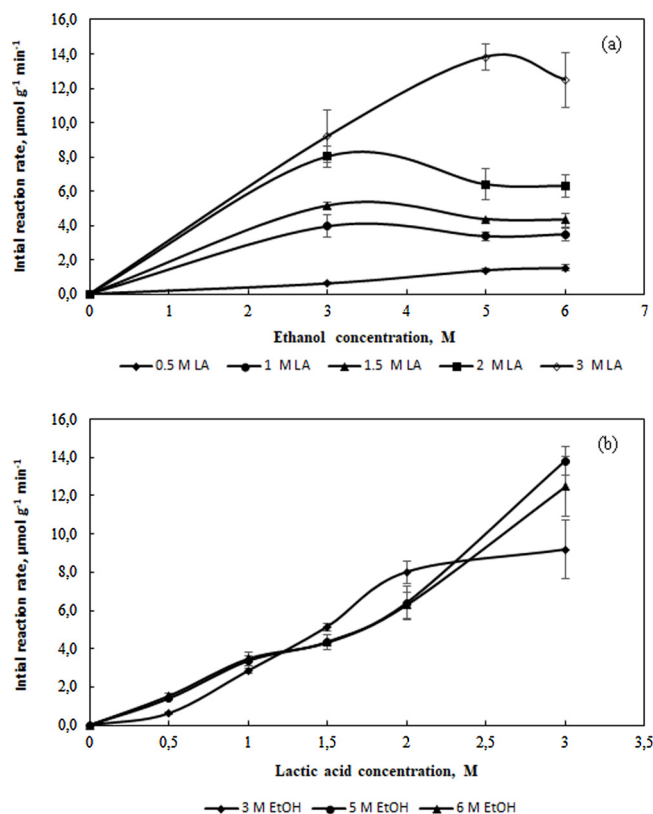 16,0
14,0
12,0
10,0
8,0
6,0
4,0
2,0
0,0
Intial reaction rate, µmol g-1 min-1
(a)
0 1 2 3 4 5 6 7
Ethanol concentration, M
0.5 M LA 1 M LA 1.5 M LA 2 M LA 3 M LA
16,0
14,0
12,0
10,0
8,0
6,0
4,0
2,0
0,0
Intial reaction rate, µmol g-1 min-1
(b)
0 0,5 1 1,5 2 2,5 3 3,5
Lactic acid concentration, M
3 M EtOH 5 M EtOH 6 M EtOH